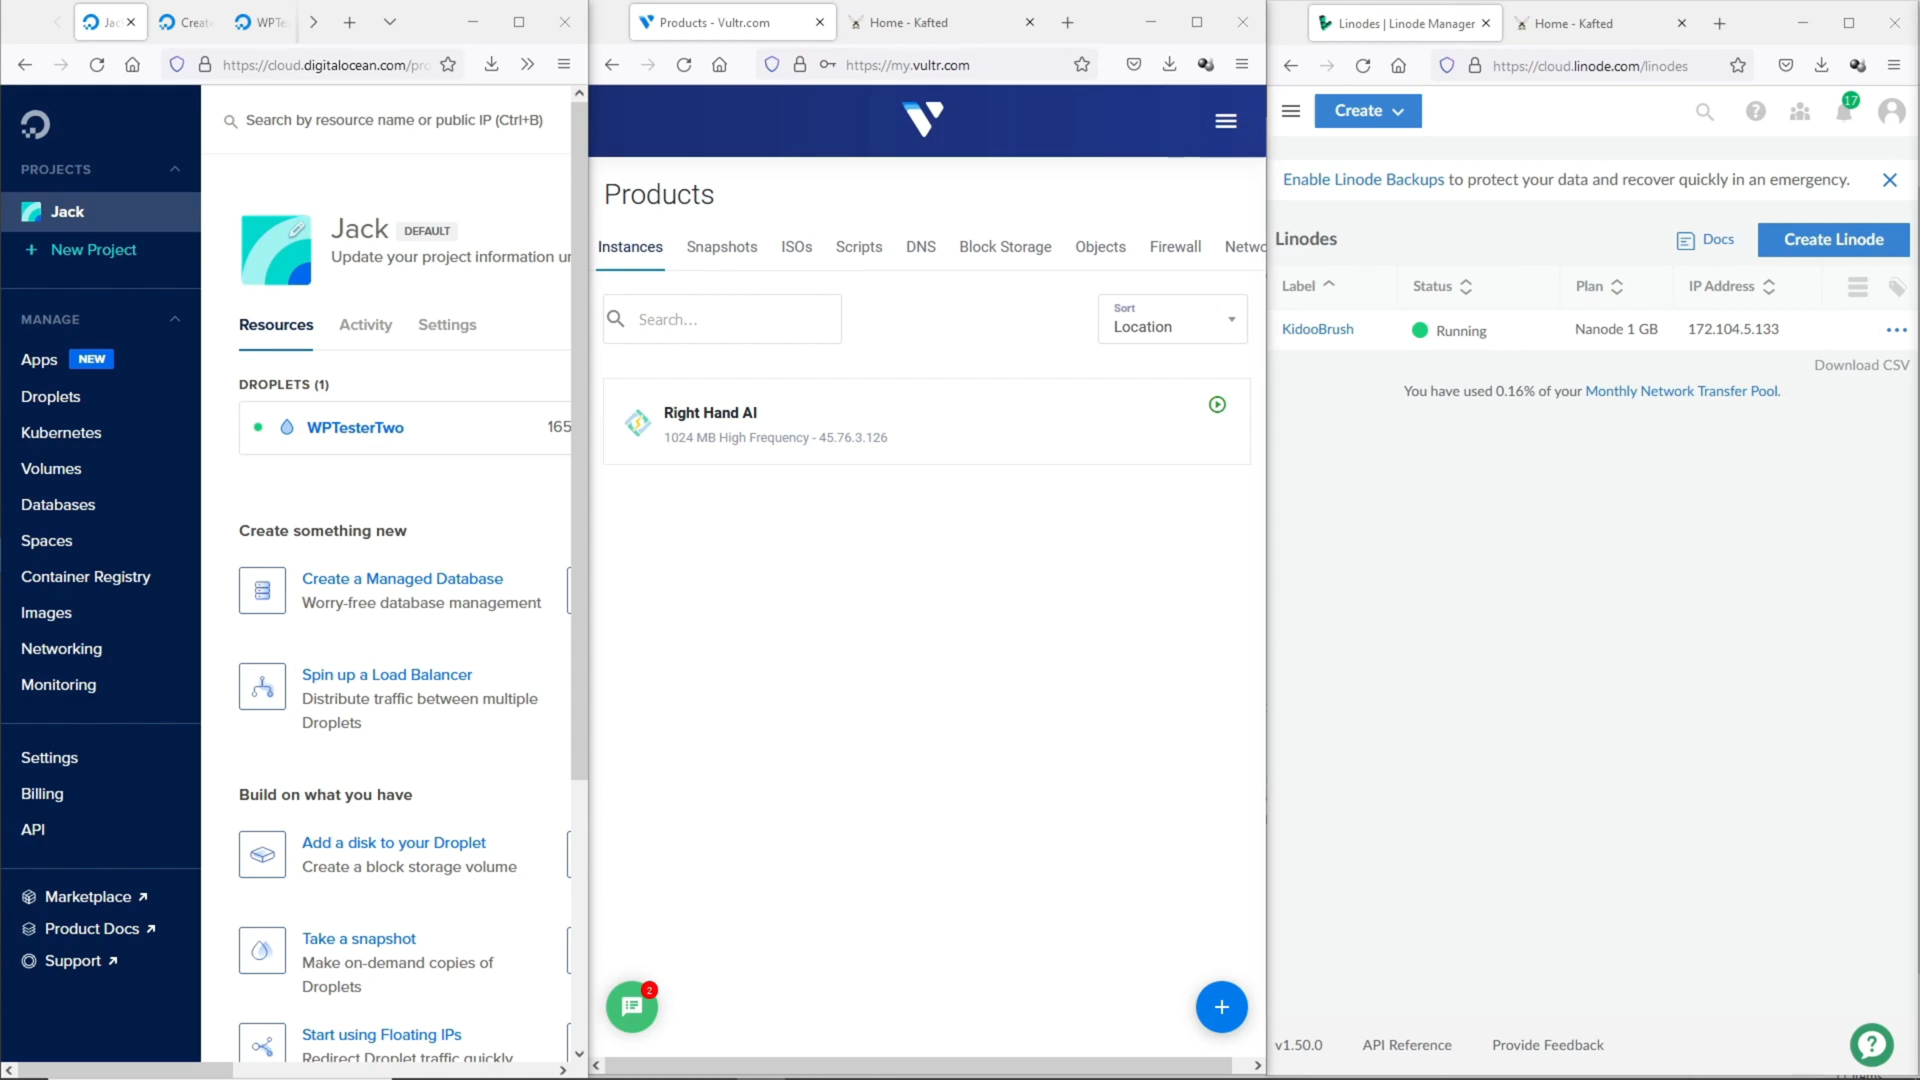 Jac
Create
WPTe
https://cloud.digitalocean.com/pro
Search by resource name or public IP (Ctrl+B)
PROJECTS
Jack
New Project
MANAGE
Apps NEW
Droplets
Kubernetes
Volumes
Databases
Spaces
Container Registry
Images
Networking
Monitoring
Settings
Billing
API
Marketplace
Product Docs
Support
Jack DEFAULT
Update your project information un
Resources Activity Settings
DROPLETS (1)
WPTesterTwo 165
Create something new
Create a Managed Database
Worry-free database management
Spin up a Load Balancer
Distribute traffic between multiple
Droplets
Build on what you have
Add a disk to your Droplet
Create a block storage volume
Take a snapshot
Make on-demand copies of
Droplets
Start using Floating IPs
Redirect Droplet traffic quickly
Products - Vultr.com
Home - Kafted
https://my.vultr.com
Products
Instances Snapshots ISOs Scripts DNS Block Storage Objects Firewall Netwo
Search...
Sort
Location
Right Hand AI
1024 MB High Frequency - 45.76.3.126
2
Linodes | Linode Manager
Home - Kafted
https://cloud.linode.com/linodes
Create
17
Enable Linode Backups to protect your data and recover quickly in an emergency.
Linodes
Docs
Create Linode
Label Status Plan IP Address
KidooBrush Running Nanode 1 GB 172.104.5.133
Download CSV
You have used 0.16% of your Monthly Network Transfer Pool.
v1.50.0 API Reference Provide Feedback